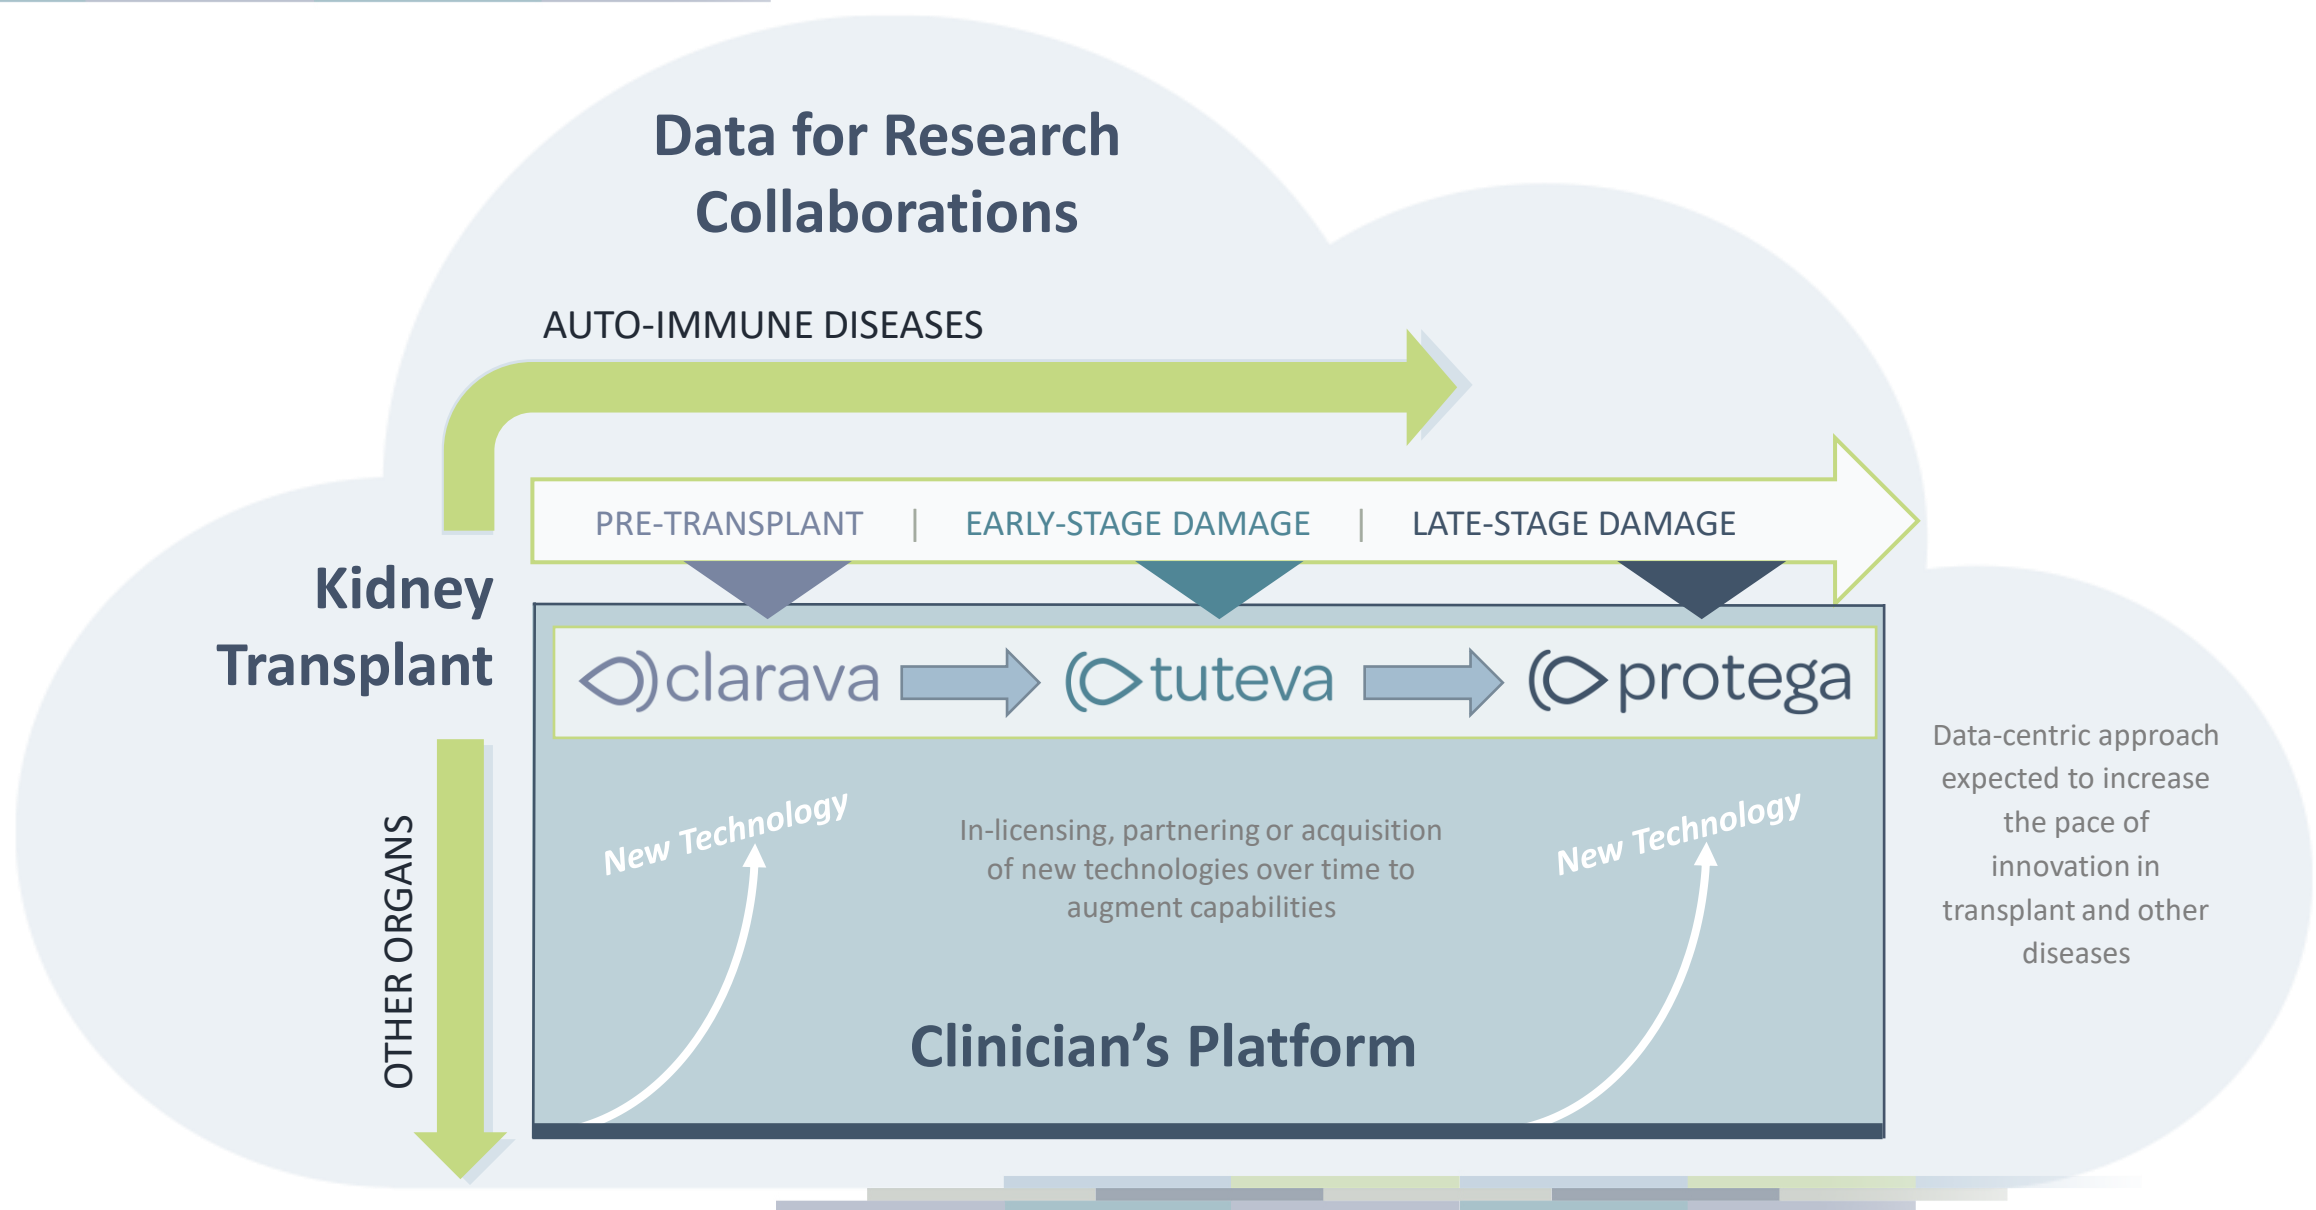 Data for Research
Collaborations
AUTO-IMMUNE DISEASES
PRE-TRANSPLANT | EARLY-STAGE DAMAGE | LATE-STAGE DAMAGE
Kidney
Transplant
clarava
tuteva
protega
OTHER ORGANS
New Technology
In-licensing, partnering or acquisition
of new technologies over time to
augment capabilities
New Technology
Clinician's Platform
Data-centric approach
expected to increase
the pace of
innovation in
transplant and other
diseases